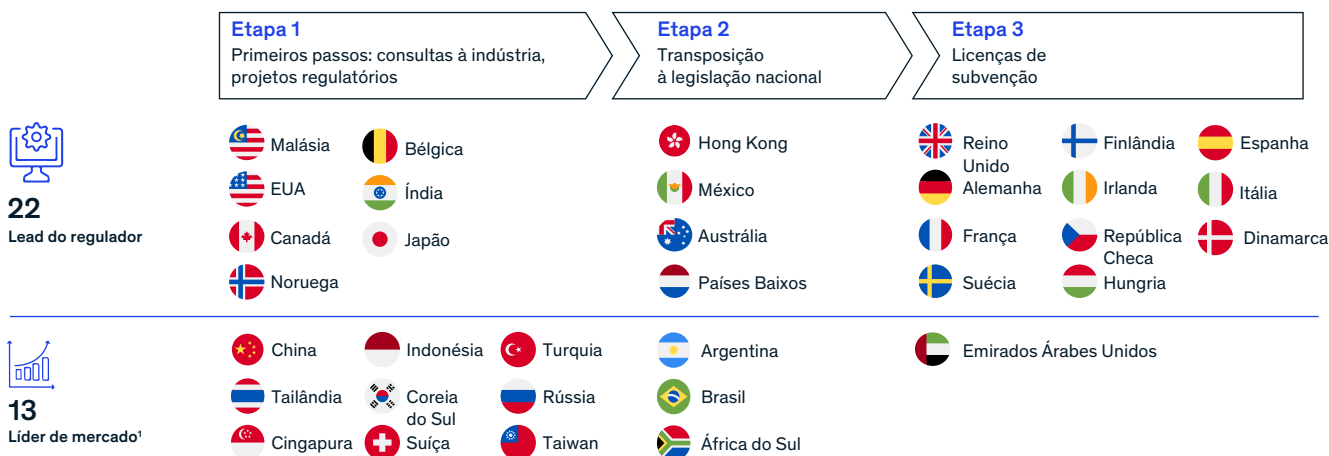 Etapa 1
Primeiros passos: consultas à indústria,
projetos regulatórios
Etapa 2
Transposição
à legislação nacional
Etapa 3
Licenças de
subvenção
22
Lead do regulador
Malásia
EUA
Canadá
Noruega
Bélgica
Índia
Japão
Hong Kong
México
Austrália
Países Baixos
Reino
Unido
Alemanha
França
Suécia
Finlândia
Irlanda
República
Checa
Hungria
Espanha
Itália
Dinamarca
13
Líder de mercado¹
China
Tailândia
Cingapura
Indonésia
Coreia
do Sul
Suíça
Turquia
Rússia
Taiwan
Argentina
Brasil
África do Sul
Emirados Árabes Unidos